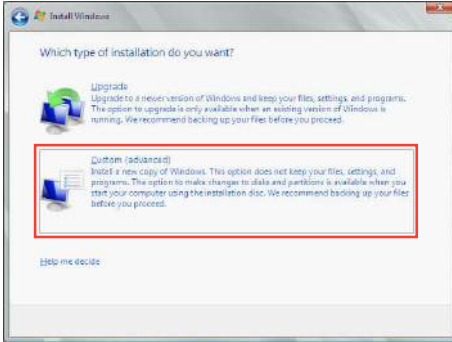 Install Windows
Which type of installation do you want?
Upgrade
Upgrade to a newer version of Windows and keep your files, settings, and programs.
The option to upgrade is only available when an existing version of Windows is
running. We recommend backing up your files before you proceed.
Custom (advanced)
Install a new copy of Windows. This option does not keep your files, settings, and
programs. The option to make changes to disks and partitions is available when you
start your computer using the installation disc. We recommend backing up your files
before you proceed.
Help me decide